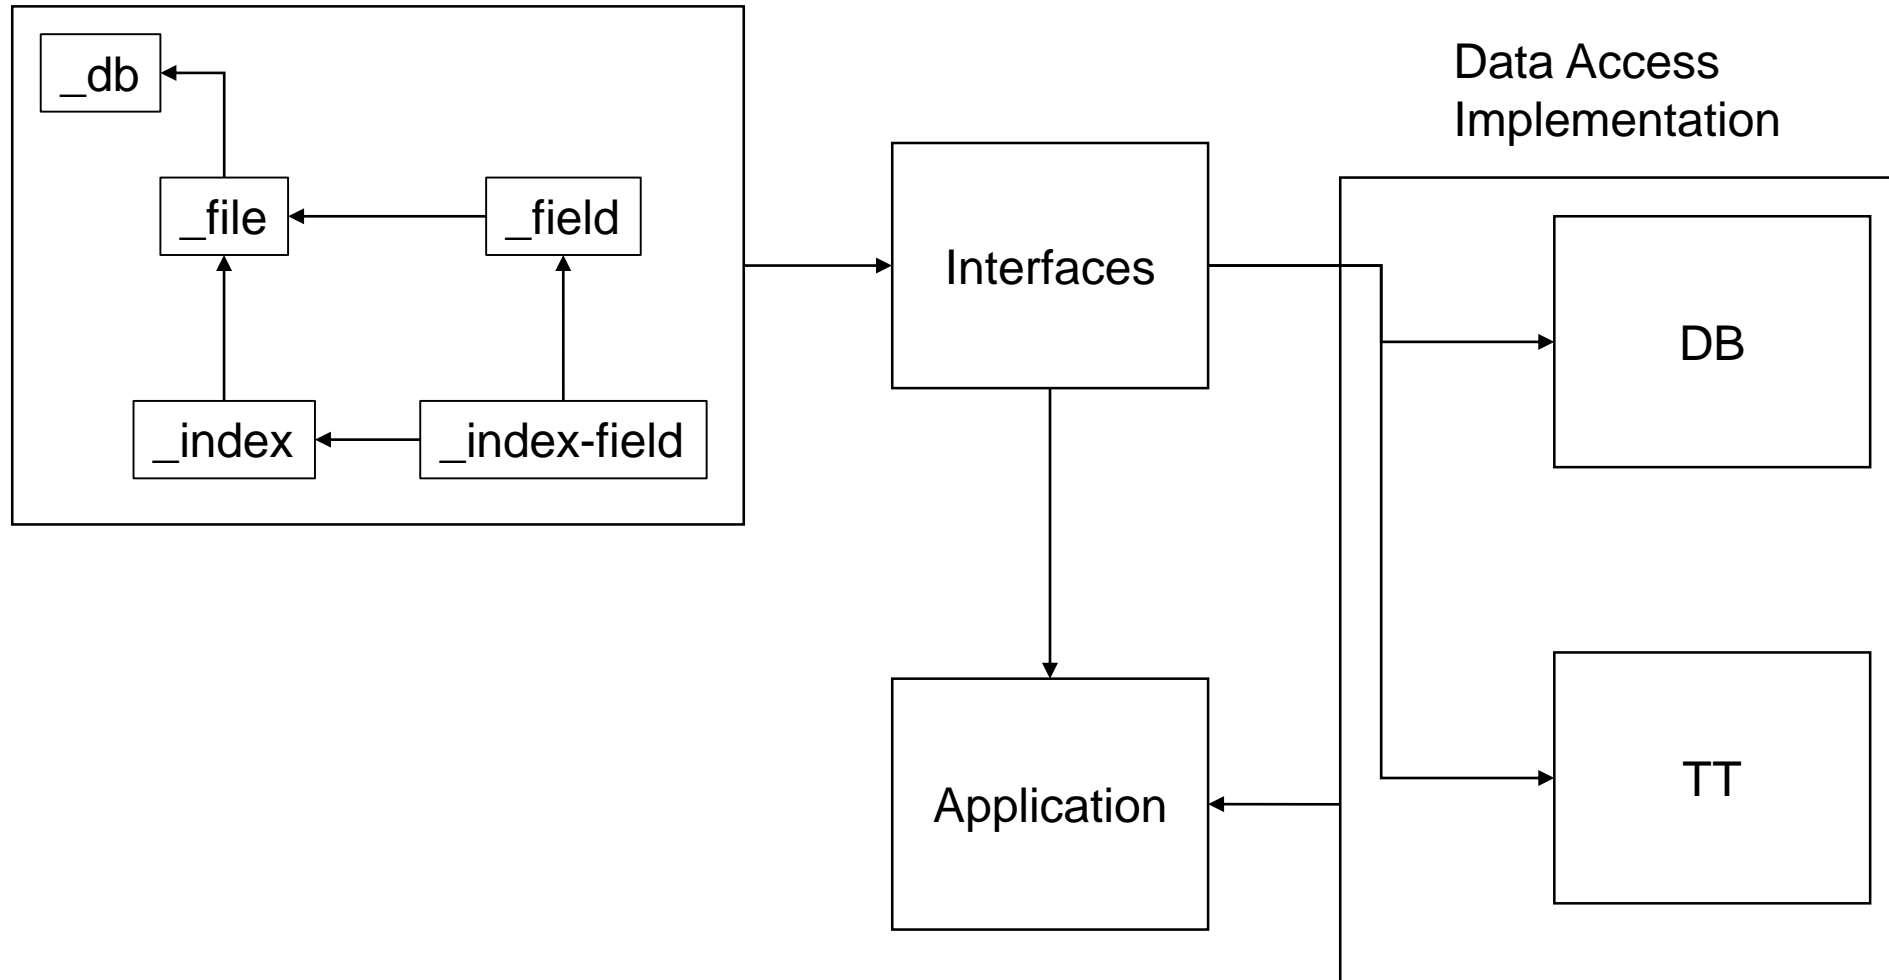 _db
_file
_field
_index
_index-field
Interfaces
Application
Data Access
Implementation
DB
TT